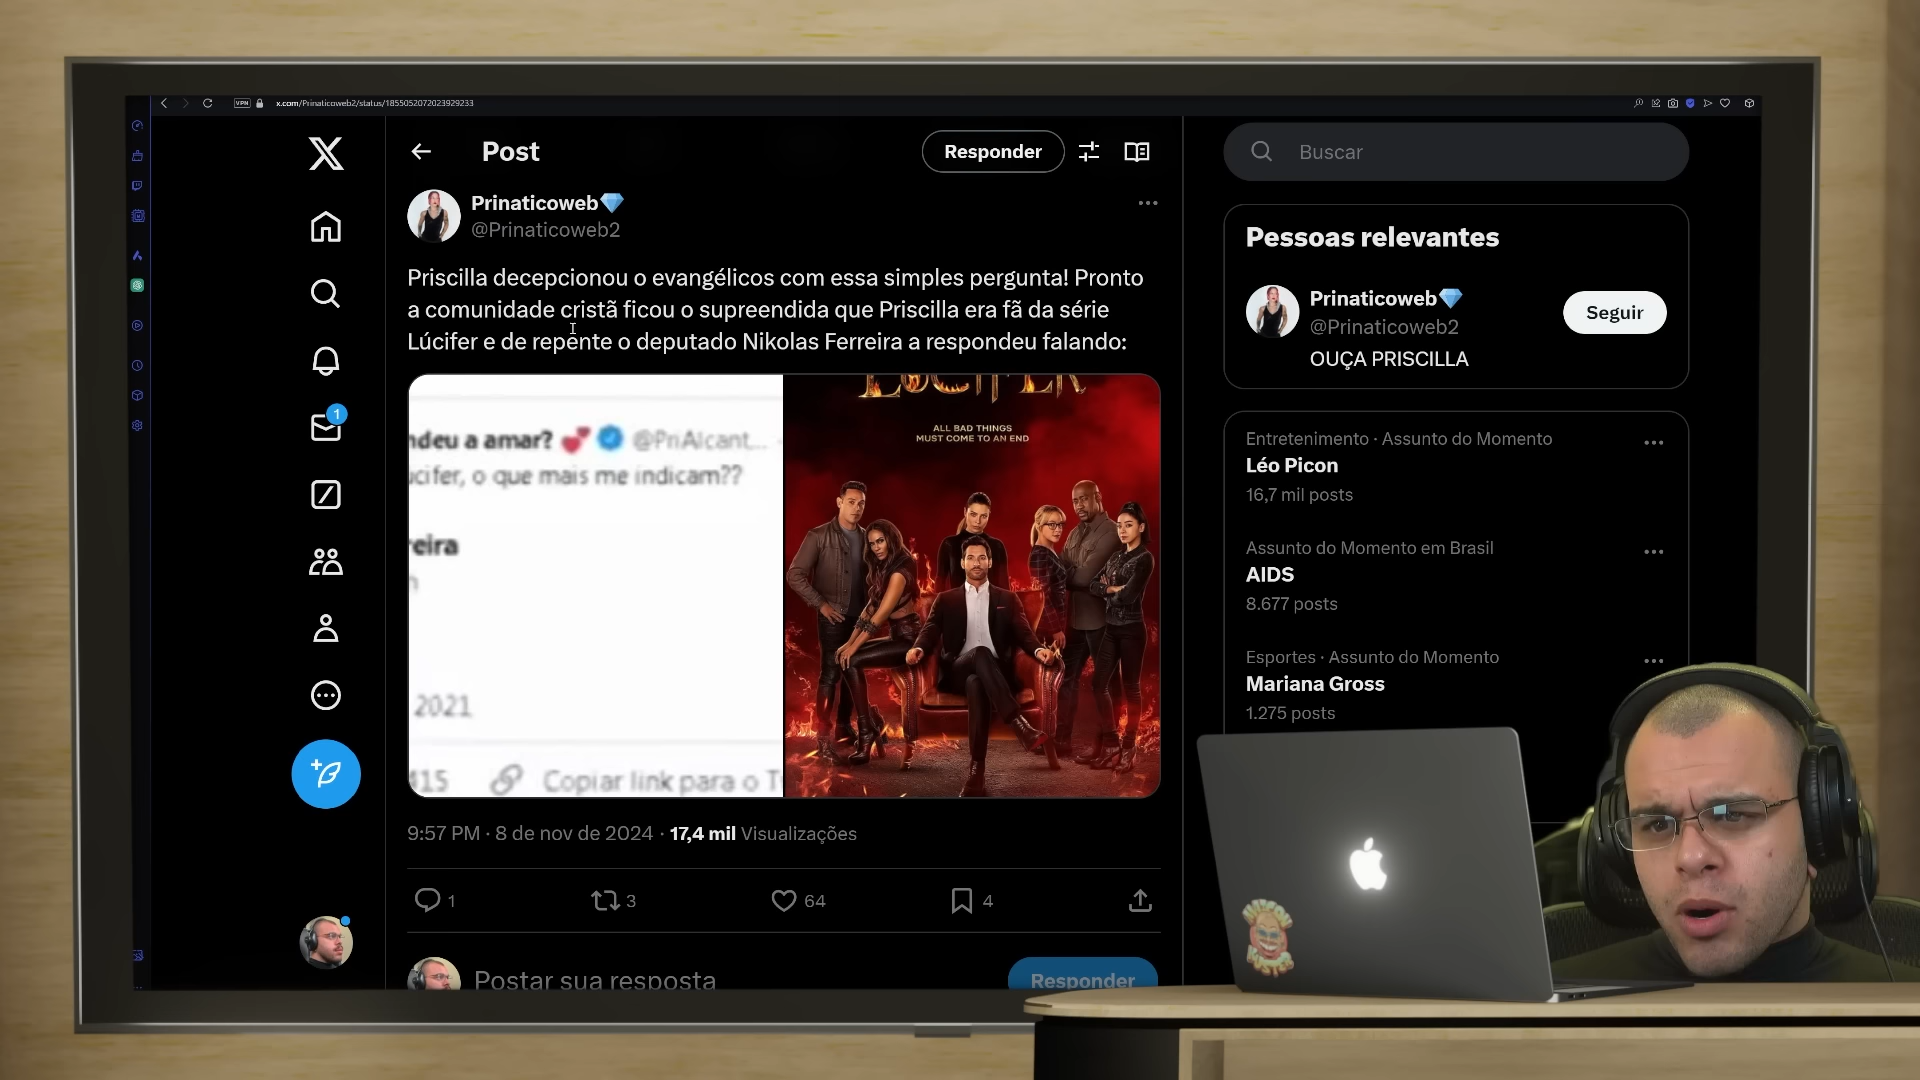 VPN
x.com/Prinaticoweb2/status/1855052072023929233
Post
Responder
Buscar
Prinaticoweb
@Prinaticoweb2
Priscilla decepcionou o evangélicos com essa simples pergunta! Pronto
a comunidade cristã ficou o supreendida que Priscilla era fã da série
Lúcifer e de repente o deputado Nikolas Ferreira a respondeu falando:
ndeu a amar? @PriAlcant...
ucifer, o que mais me indicam??
reira
2021
415 Copiar link para o T
LUCIFER
ALL BAD THINGS
MUST COME TO AN END
9:57 PM · 8 de nov de 2024 · 17,4 mil Visualizações
1
3
64
4
Postar sua resposta
Responder
1
Pessoas relevantes
Prinaticoweb
@Prinaticoweb2
Seguir
OUÇA PRISCILLA
Entretenimento · Assunto do Momento
Léo Picon
16,7 mil posts
Assunto do Momento em Brasil
AIDS
8.677 posts
Esportes · Assunto do Momento
Mariana Gross
1.275 posts